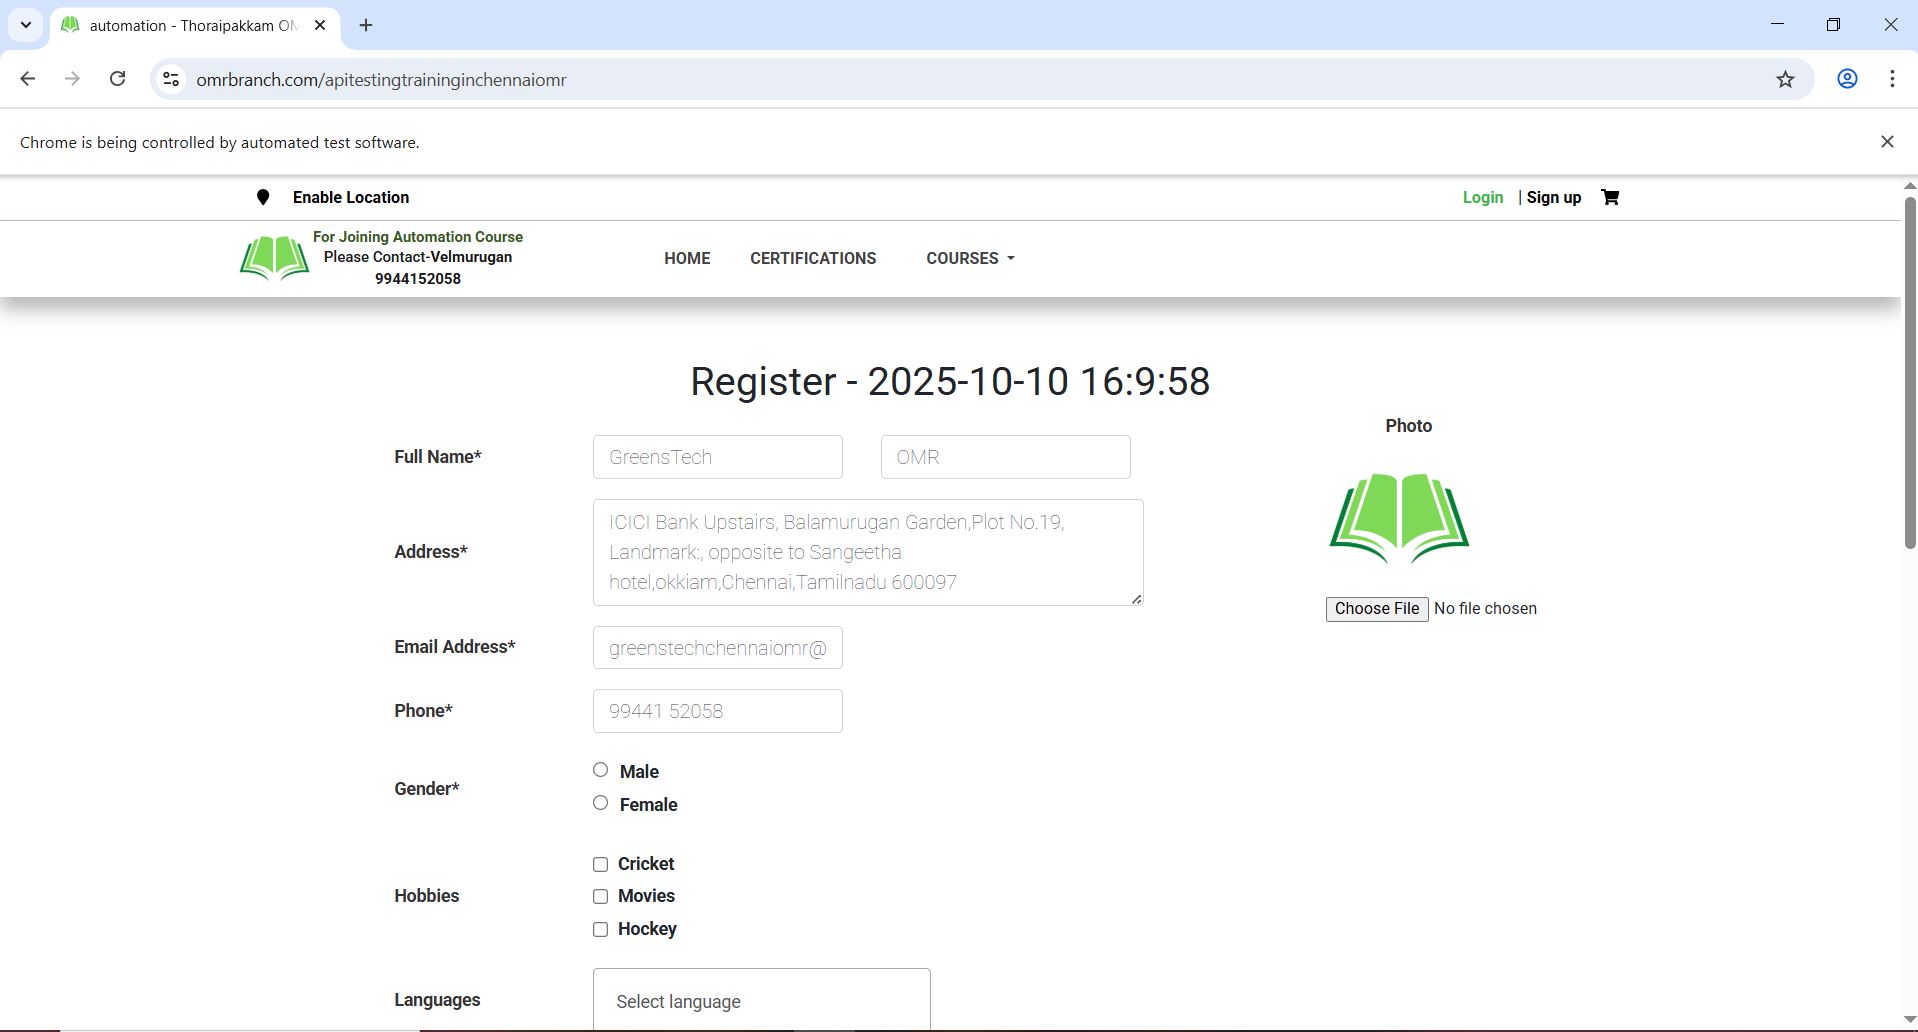 automation - Thoraipakkam OM
omrbranch.com/apitestingtraininginchennaiomr
Chrome is being controlled by automated test software.
Enable Location
Login | Sign up
For Joining Automation Course
Please Contact-Velmurugan
9944152058
HOME CERTIFICATIONS COURSES
Register - 2025-10-10 16:9:58
Photo
Full Name* GreensTech OMR
Address* ICICI Bank Upstairs, Balamurugan Garden,Plot No.19,
Landmark:, opposite to Sangeetha
hotel,okkiam,Chennai,Tamilnadu 600097
Choose File No file chosen
Email Address* greenstechchennaiomr@
Phone* 99441 52058
Gender* Male
Female
Hobbies Cricket
Movies
Hockey
Languages Select language